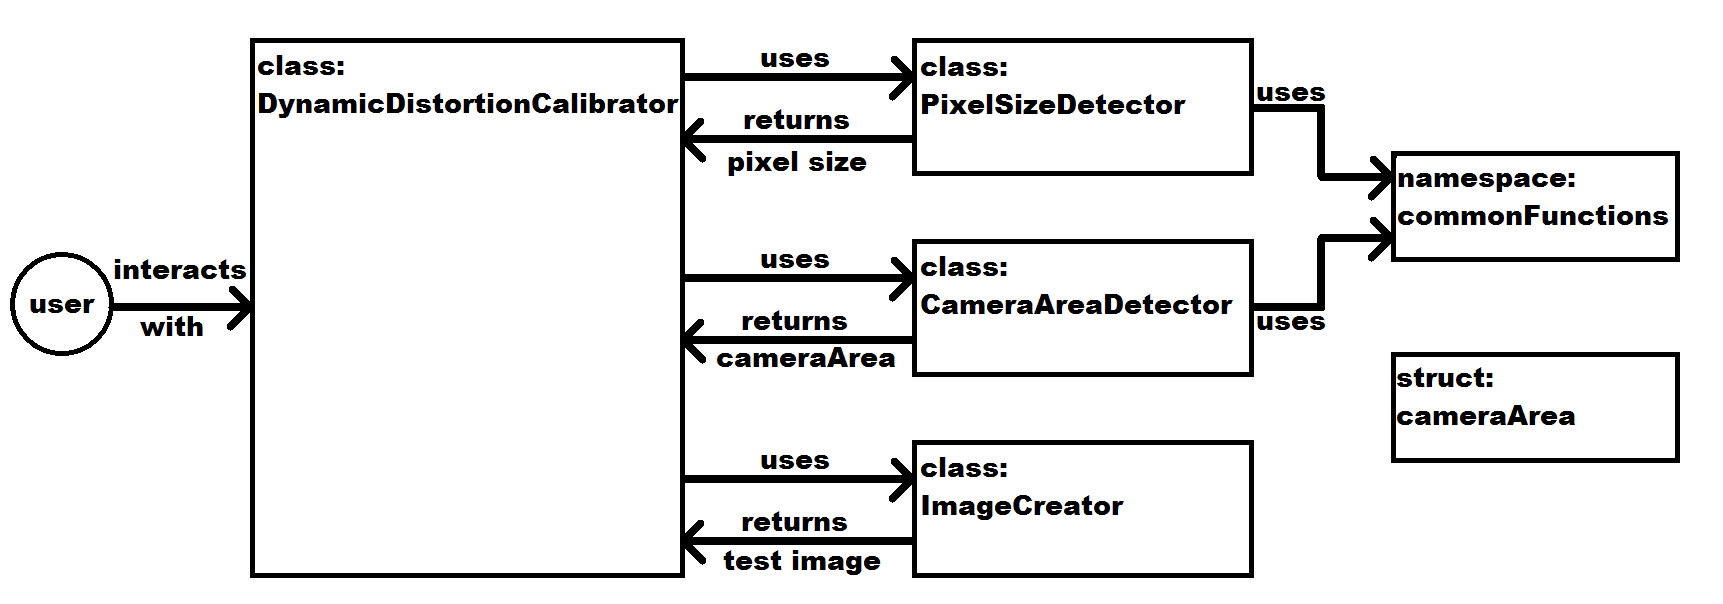 user
interacts
with
class:
DynamicDistortionCalibrator
uses
returns
pixel size
class:
PixelSizeDetector
uses
uses
returns
cameraArea
class:
CameraAreaDetector
uses
uses
returns
test image
class:
ImageCreator
namespace:
commonFunctions
struct:
cameraArea